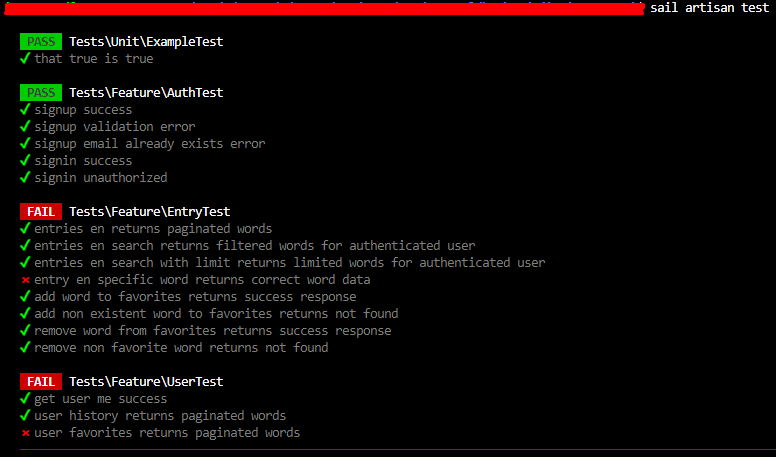 sail artisan test
PASS Tests\Unit\ExampleTest
✓ that true is true
PASS Tests\Feature\AuthTest
✓ signup success
✓ signup validation error
✓ signup email already exists error
✓ signin success
✓ signin unauthorized
FAIL Tests\Feature\EntryTest
✓ entries en returns paginated words
✓ entries en search returns filtered words for authenticated user
✓ entries en search with limit returns limited words for authenticated user
⨯ entry en specific word returns correct word data
✓ add word to favorites returns success response
✓ add non existent word to favorites returns not found
✓ remove word from favorites returns success response
✓ remove non favorite word returns not found
FAIL Tests\Feature\UserTest
✓ get user me success
✓ user history returns paginated words
⨯ user favorites returns paginated words